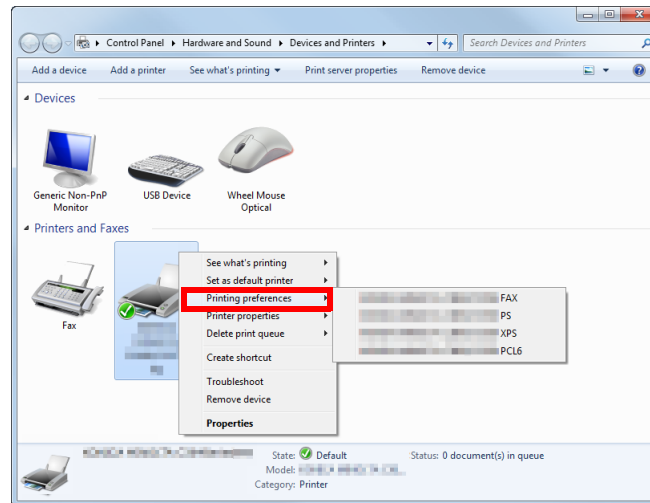 Control Panel ▸ Hardware and Sound ▸ Devices and Printers ▸ Search Devices and Printers
Add a device Add a printer See what's printing Print server properties Remove device
Devices
Generic Non-PnP Monitor
USB Device
Wheel Mouse Optical
Printers and Faxes
Fax
See what's printing
Set as default printer
Printing preferences
Printer properties
Delete print queue
Create shortcut
Troubleshoot
Remove device
Properties
FAX
PS
XPS
PCL6
State: Default Status: 0 document(s) in queue
Model:
Category: Printer